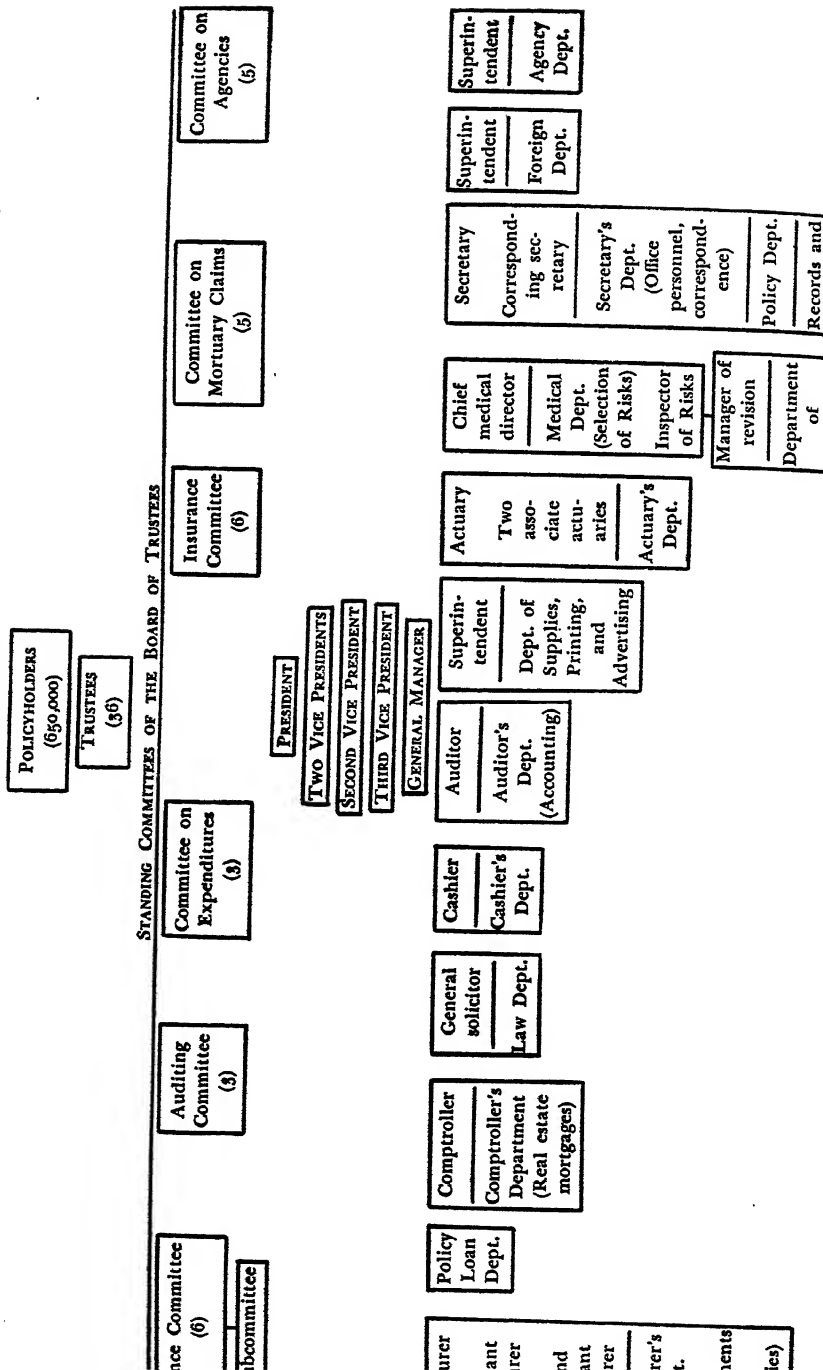 POLICYHOLDERS
(650,000)
TRUSTEES
(36)
STANDING COMMITTEES OF THE BOARD OF TRUSTEES
nce Committee
(6)
bcommittee
Auditing
Committee
(3)
Committee on
Expenditures
(3)
Insurance
Committee
(6)
Committee on
Mortuary Claims
(5)
Committee on
Agencies
(5)
PRESIDENT
TWO VICE PRESIDENTS
SECOND VICE PRESIDENT
THIRD VICE PRESIDENT
GENERAL MANAGER
urer
ant
urer
nd
ant
urer
rer's
t.
ments
ies)
Policy
Loan
Dept.
Comptroller
Comptroller's
Department
(Real estate
mortgages)
General
solicitor
Law Dept.
Cashier
Cashier's
Dept.
Auditor
Auditor's
Dept.
(Accounting)
Superin-
tendent
Dept. of
Supplies,
Printing,
and
Advertising
Actuary
Two
asso-
ciate
actu-
aries
Actuary's
Dept.
Chief
medical
director
Medical
Dept.
(Selection
of Risks)
Inspector
of Risks
Manager of
revision
Department
of
Secretary
Correspond-
ing sec-
retary
Secretary's
Dept.
(Office
personnel,
correspond-
ence)
Policy Dept.
Records and
Superin-
tendent
Foreign
Dept.
Superin-
tendent
Agency
Dept.